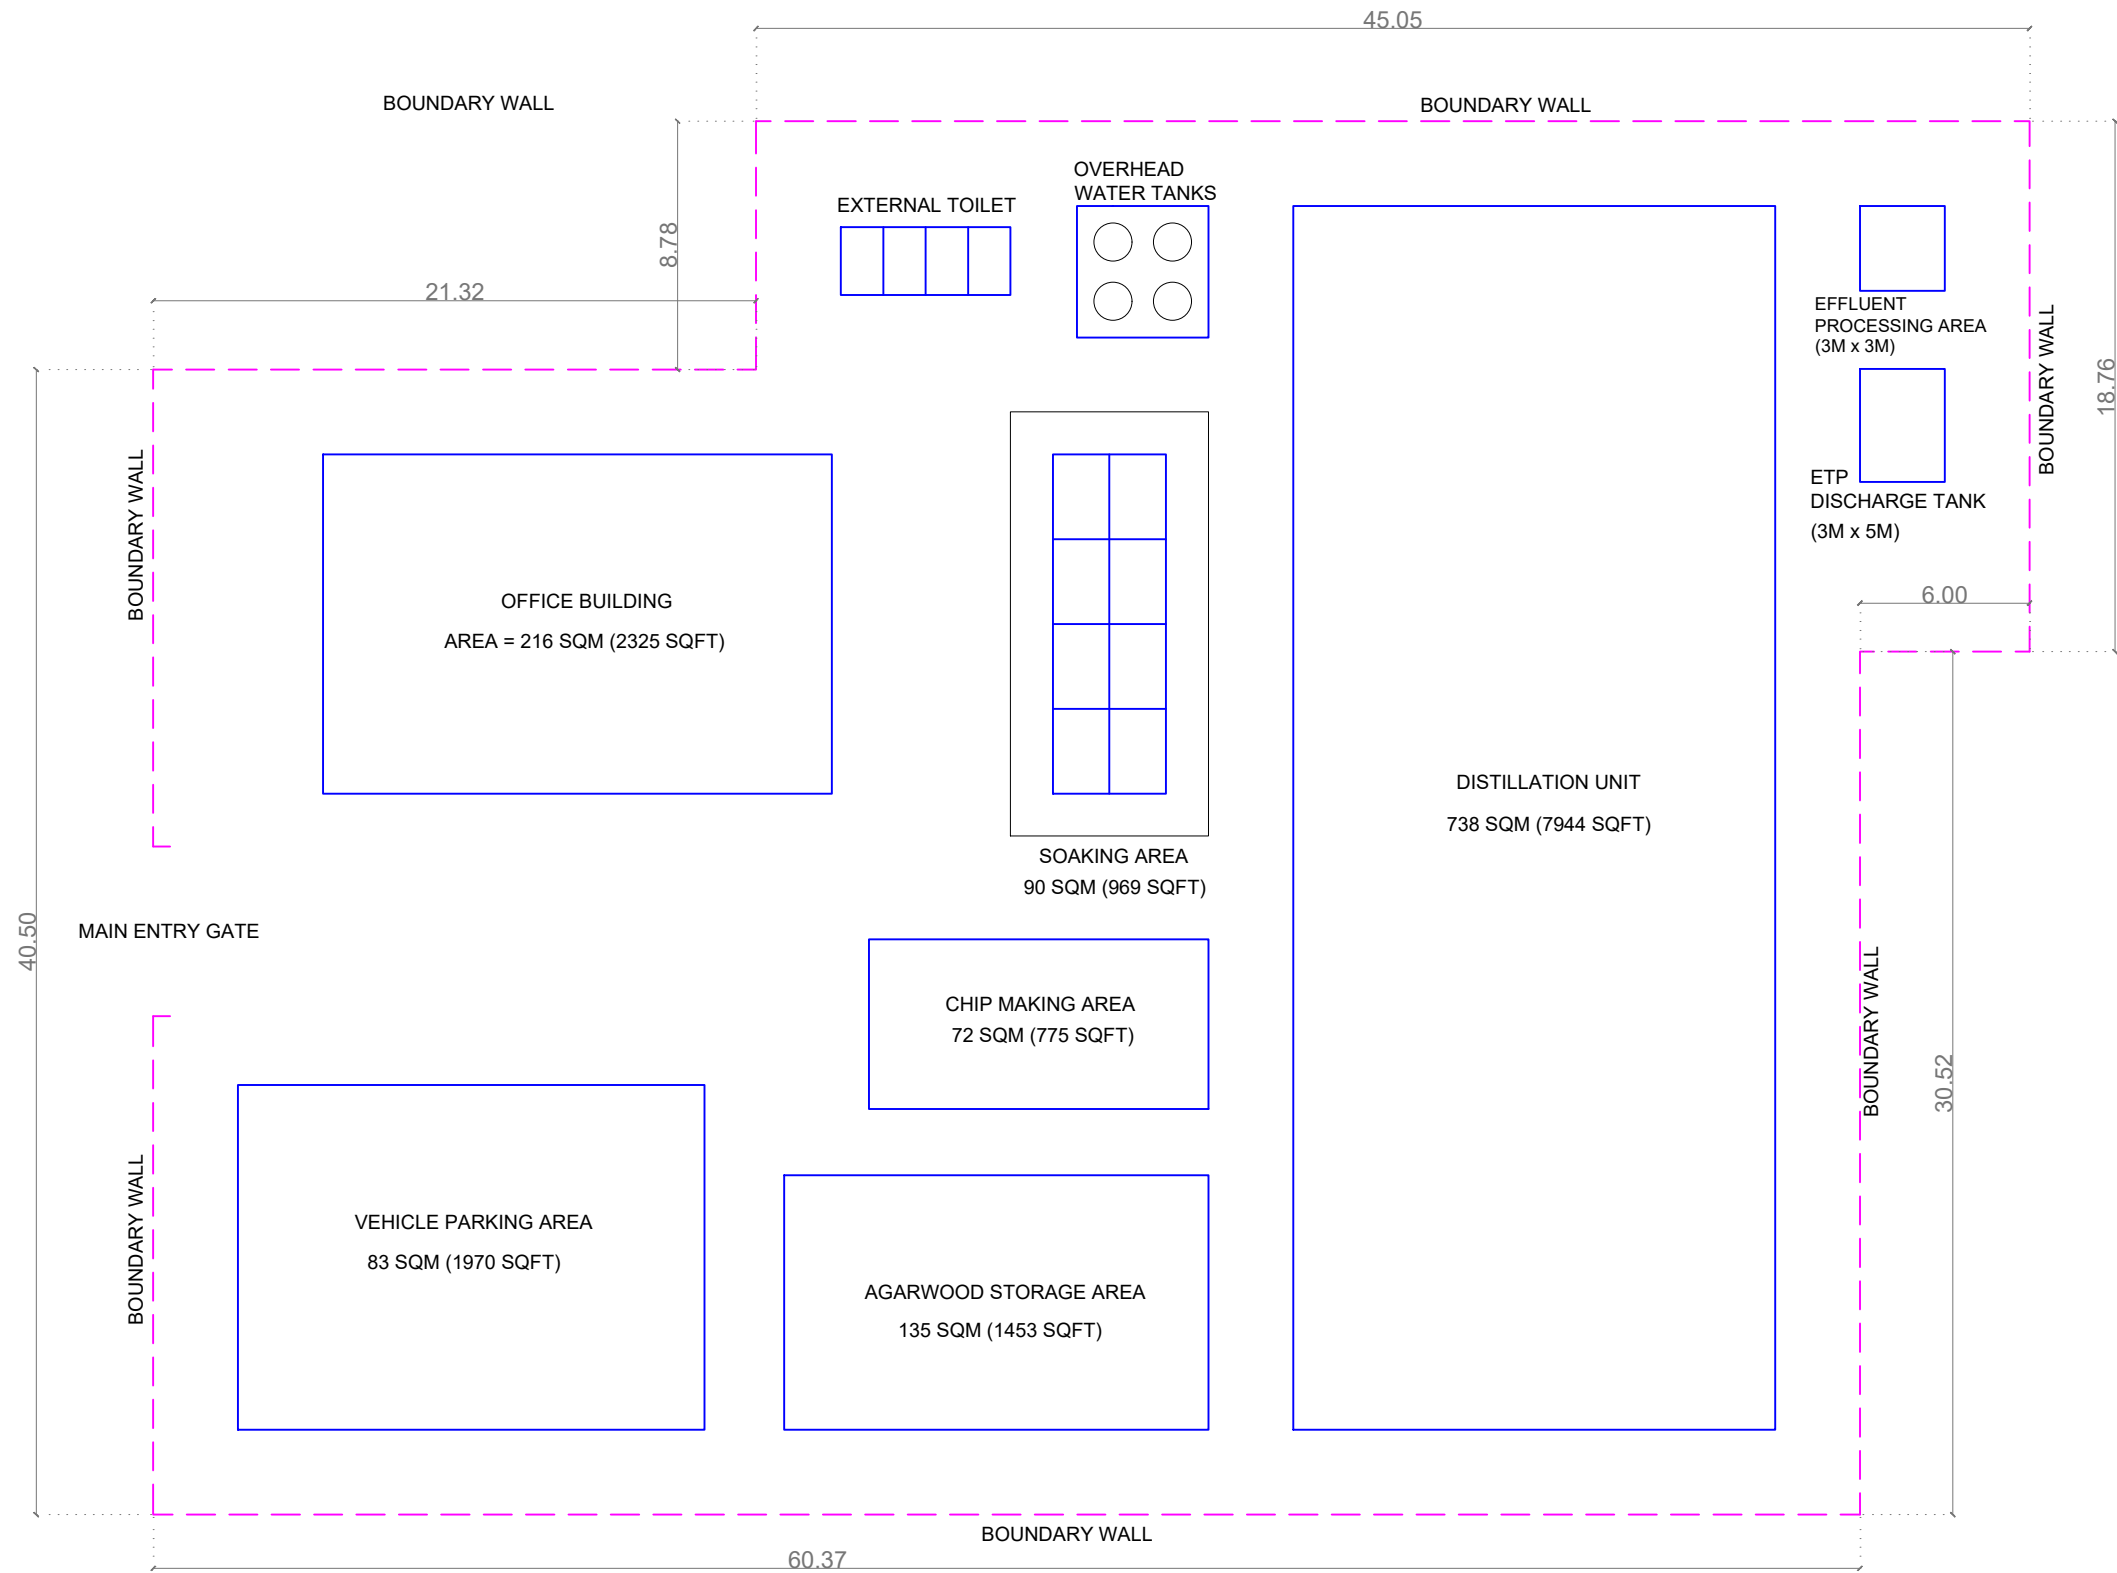 45.05
BOUNDARY WALL
BOUNDARY WALL
OVERHEAD
WATER TANKS
EXTERNAL TOILET
8.78
21.32
EFFLUENT
PROCESSING AREA
(3M x 3M)
BOUNDARY WALL
18.76
BOUNDARY WALL
ETP
DISCHARGE TANK
(3M x 5M)
6.00
OFFICE BUILDING
AREA = 216 SQM (2325 SQFT)
DISTILLATION UNIT
738 SQM (7944 SQFT)
SOAKING AREA
90 SQM (969 SQFT)
40.50
MAIN ENTRY GATE
CHIP MAKING AREA
72 SQM (775 SQFT)
BOUNDARY WALL
30.52
BOUNDARY WALL
VEHICLE PARKING AREA
83 SQM (1970 SQFT)
AGARWOOD STORAGE AREA
135 SQM (1453 SQFT)
BOUNDARY WALL
60.37